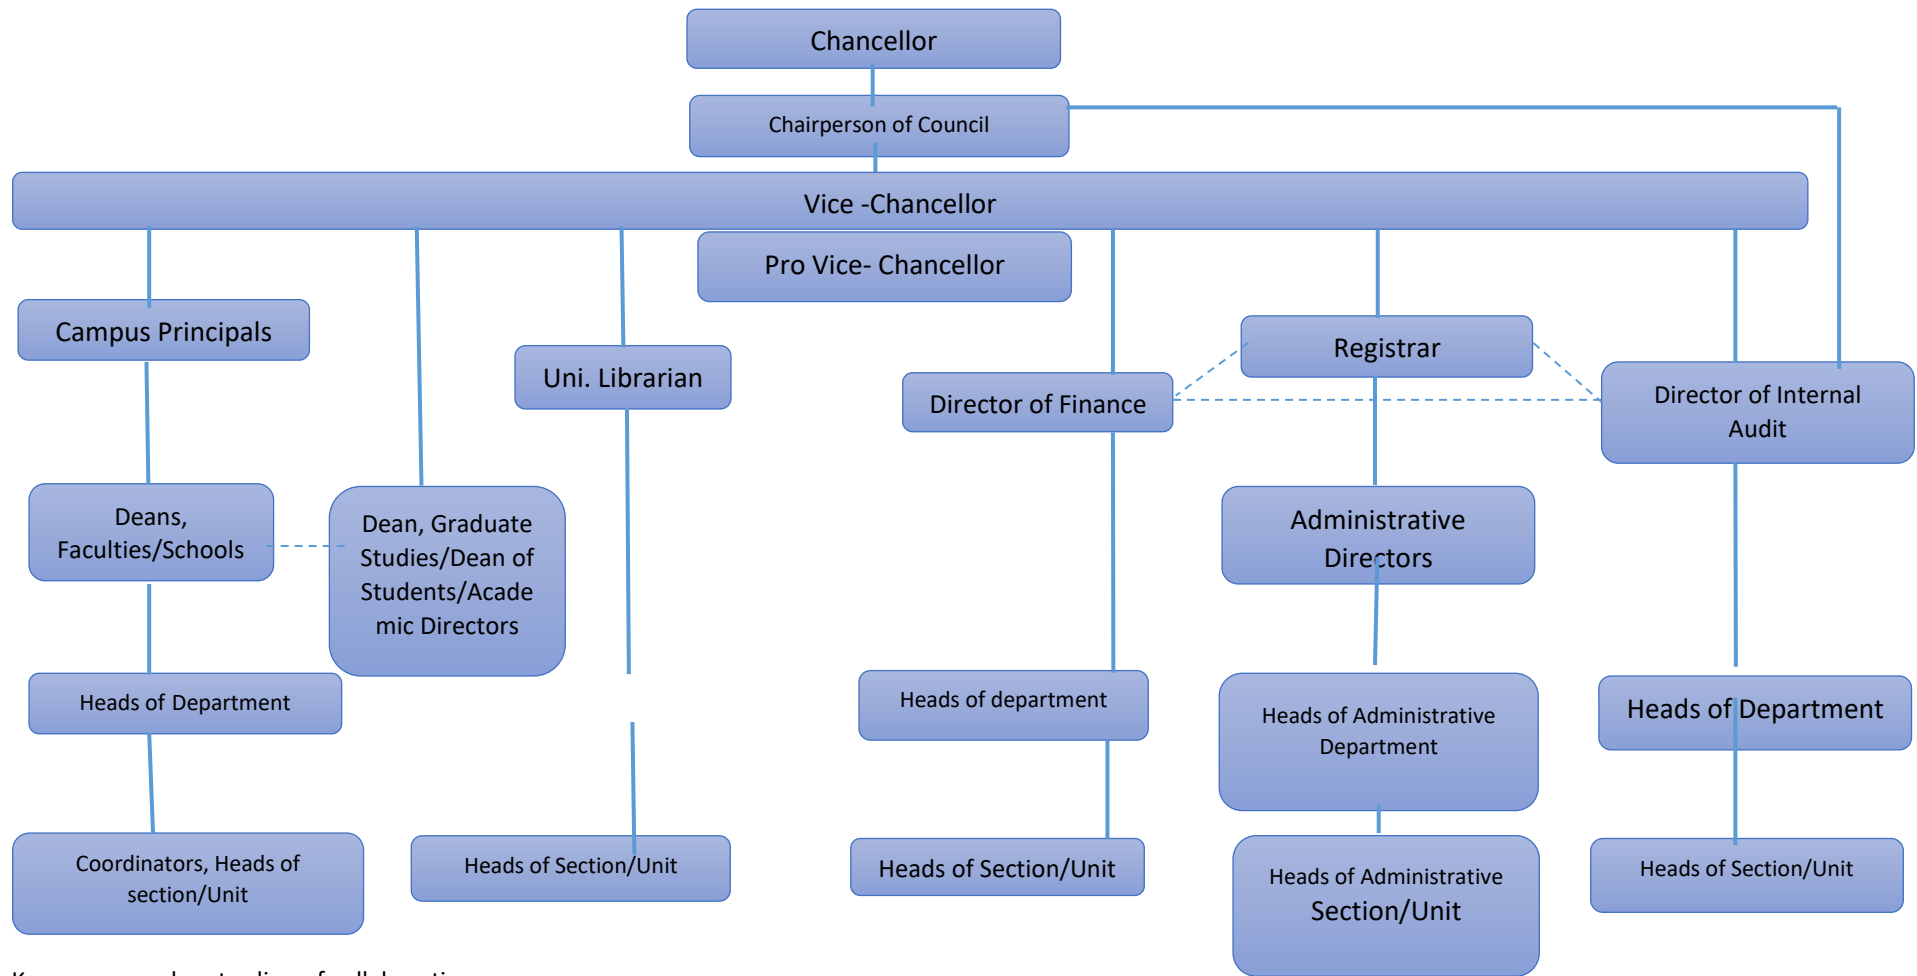 Chancellor
Chairperson of Council
Vice -Chancellor
Pro Vice- Chancellor
Campus Principals
Uni. Librarian
Director of Finance
Registrar
Director of Internal
Audit
Deans,
Faculties/Schools
Dean, Graduate
Studies/Dean of
Students/Acade
mic Directors
Administrative
Directors
Heads of Department
Heads of department
Heads of Administrative
Department
Heads of Department
Coordinators, Heads of
section/Unit
Heads of Section/Unit
Heads of Section/Unit
Heads of Administrative
Section/Unit
Heads of Section/Unit